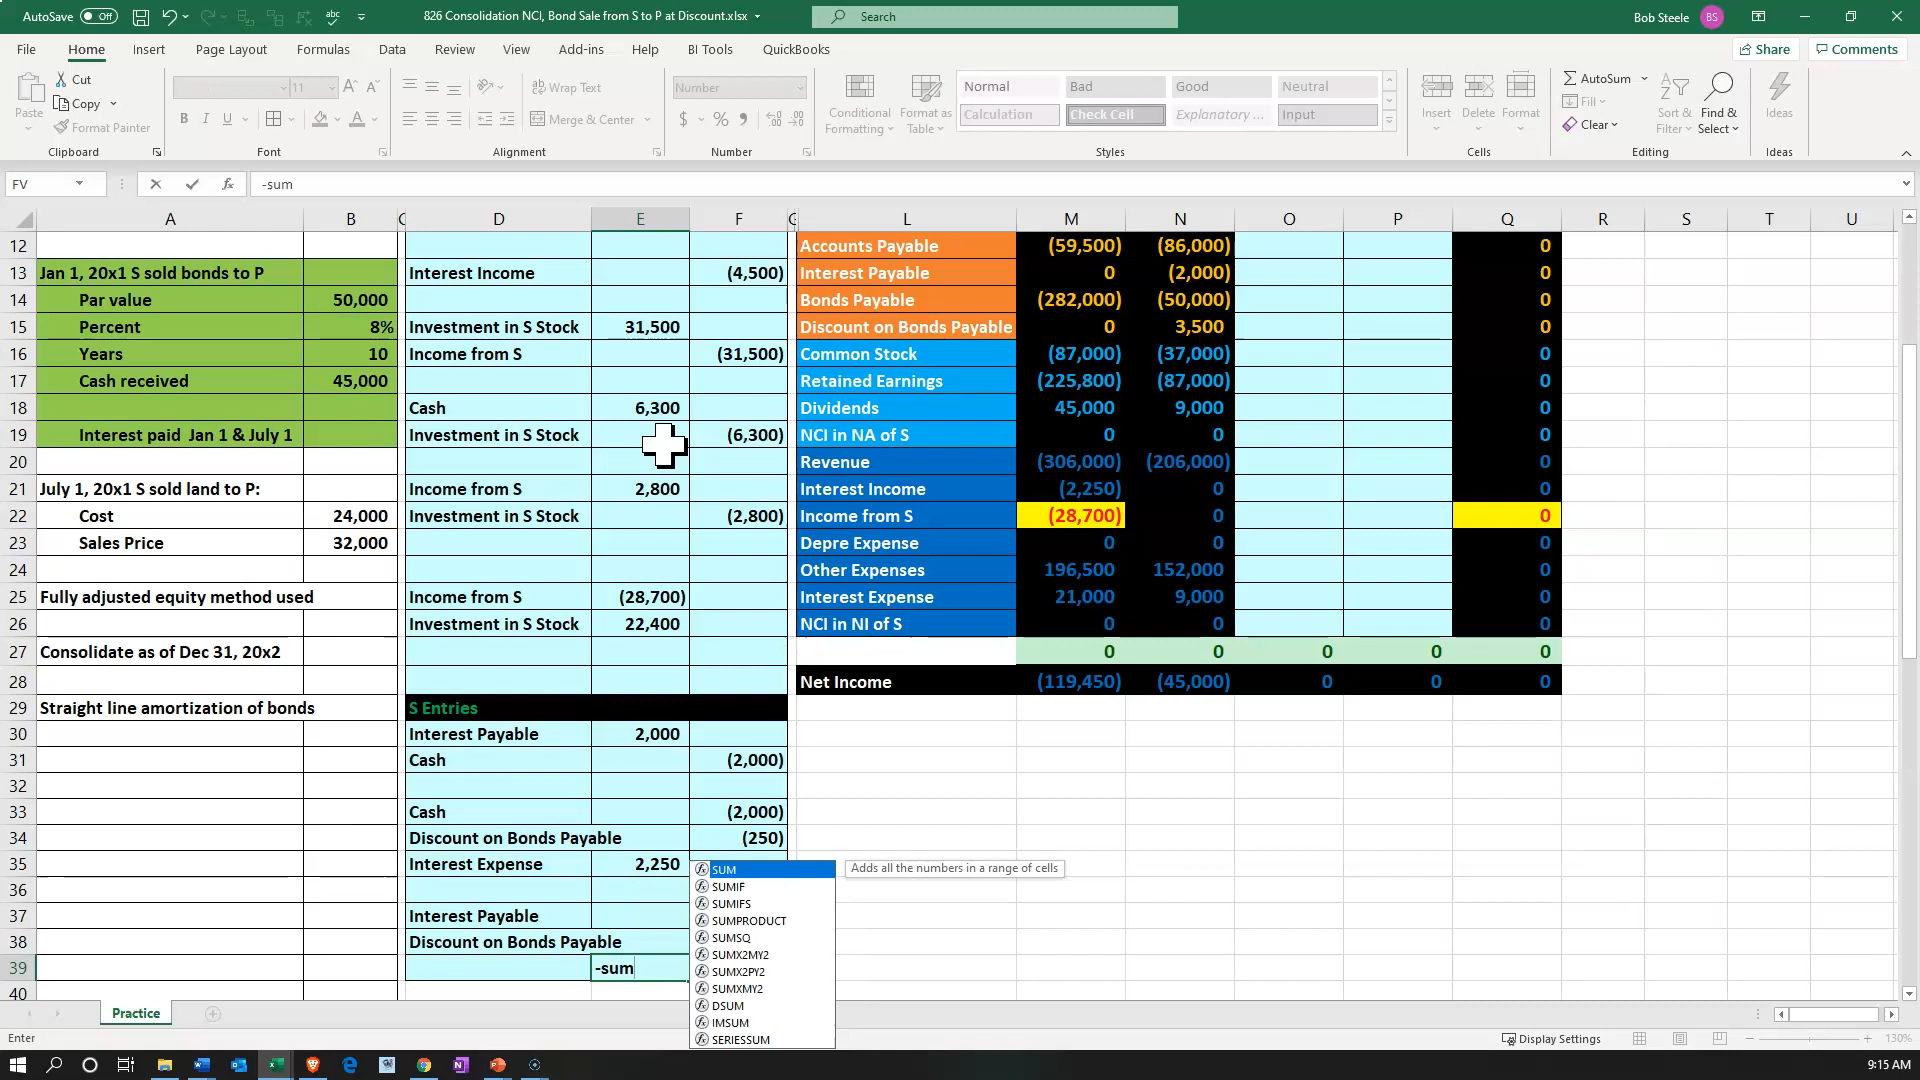 AutoSave Off
826 Consolidation NCI, Bond Sale from S to P at Discount.xlsx
Search
Bob Steele BS
File Home Insert Page Layout Formulas Data Review View Add-ins Help BI Tools QuickBooks Share Comments
Paste Cut Copy Format Painter Clipboard
11 Font
Wrap Text Merge & Center Alignment
Number Number
Conditional Formatting Format as Table Normal Bad Good Neutral
Calculation Check Cell Explanatory ... Input Styles
Insert Delete Format Cells
AutoSum Fill Clear Sort & Filter Find & Select Editing
Ideas Ideas
FV -sum
A B C D E F G L M N O P Q R S T U
12 Accounts Payable (59,500) (86,000) 0
13 Jan 1, 20x1 S sold bonds to P Interest Income (4,500) Interest Payable 0 (2,000) 0
14 Par value 50,000 Bonds Payable (282,000) (50,000) 0
15 Percent 8% Investment in S Stock 31,500 Discount on Bonds Payable 0 3,500 0
16 Years 10 Income from S (31,500) Common Stock (87,000) (37,000) 0
17 Cash received 45,000 Retained Earnings (225,800) (87,000) 0
18 Cash 6,300 Dividends 45,000 9,000 0
19 Interest paid Jan 1 & July 1 Investment in S Stock (6,300) NCI in NA of S 0 0 0
20 Revenue (306,000) (206,000) 0
21 July 1, 20x1 S sold land to P: Income from S 2,800 Interest Income (2,250) 0 0
22 Cost 24,000 Investment in S Stock (2,800) Income from S (28,700) 0 0
23 Sales Price 32,000 Depre Expense 0 0 0
24 Other Expenses 196,500 152,000 0
25 Fully adjusted equity method used Income from S (28,700) Interest Expense 21,000 9,000 0
26 Investment in S Stock 22,400 NCI in NI of S 0 0 0
27 Consolidate as of Dec 31, 20x2 0 0 0 0 0
28 Net Income (119,450) (45,000) 0 0 0
29 Straight line amortization of bonds S Entries
30 Interest Payable 2,000
31 Cash (2,000)
32
33 Cash (2,000)
34 Discount on Bonds Payable (250)
35 Interest Expense 2,250
36
37 Interest Payable
38 Discount on Bonds Payable
39 -sum
40
SUM Adds all the numbers in a range of cells
SUMIF
SUMIFS
SUMPRODUCT
SUMSQ
SUMX2MY2
SUMX2PY2
SUMXMY2
DSUM
IMSUM
SERIESSUM
Practice
Enter Display Settings 130%
9:15 AM